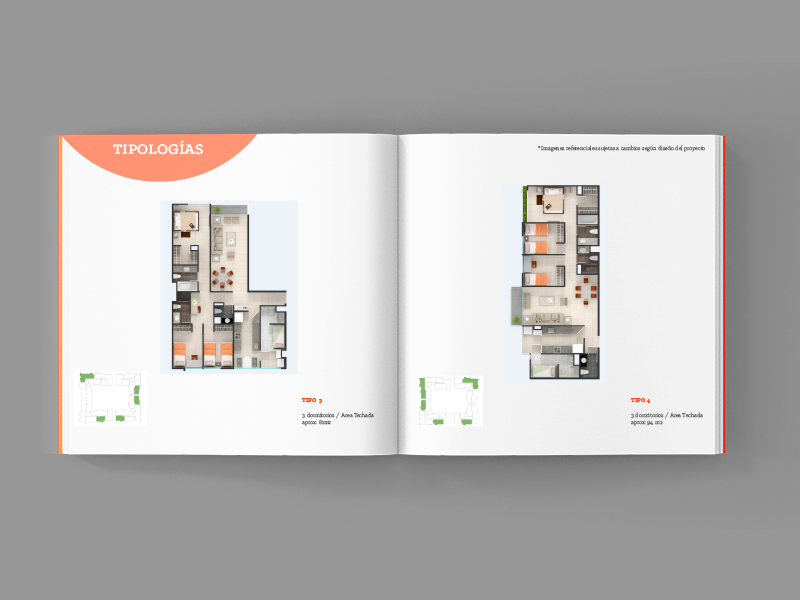 TIPOLOGÍAS
TIPO 3
3 dormitorios / Area Techada
aprox:
*Imagenes referenciales sujetas a cambios según diseño del proyecto
TIPO 4
3 dormitorios / Area Techada
aprox: 94 m2